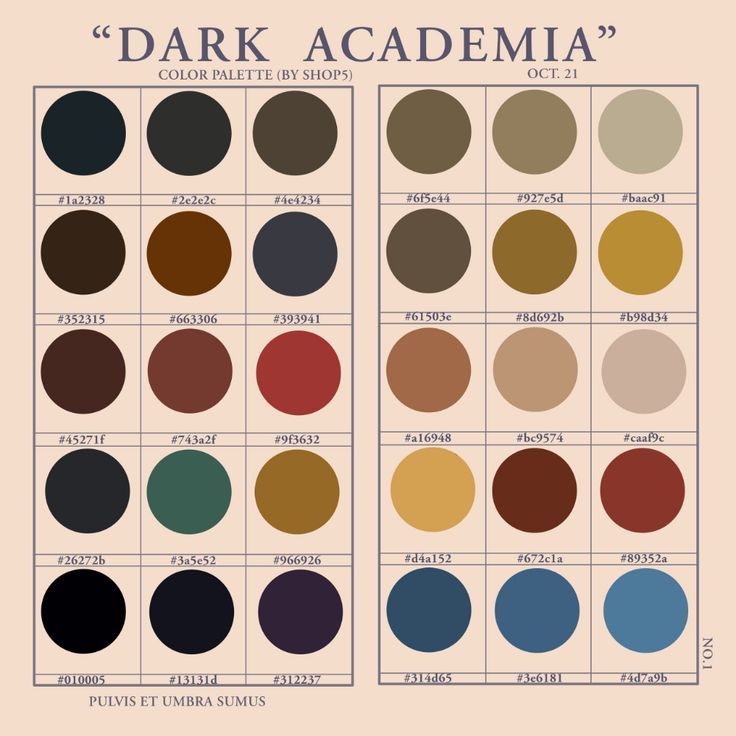 “DARK ACADEMIA”
COLOR PALETTE (BY SHOP5)
OCT. 21
#1a2328 #2e2e2c #4e4234
#352315 #663306 #393941
#45271f #743a2f #9f3632
#26272b #3a5e52 #966926
#010005 #13131d #312237
#6f5e44 #927e5d #baac91
#61503e #8d692b #b98d34
#a16948 #bc9574 #caaf9c
#d4a152 #672c1a #89352a
#314d65 #3e6181 #4d7a9b
NO.1
PULVIS ET UMBRA SUMUS